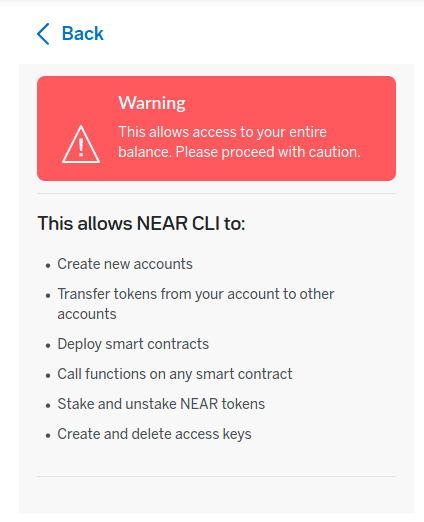 Back
Warning
This allows access to your entire
balance. Please proceed with caution.
This allows NEAR CLI to:
• Create new accounts
• Transfer tokens from your account to other
accounts
• Deploy smart contracts
• Call functions on any smart contract
• Stake and unstake NEAR tokens
• Create and delete access keys